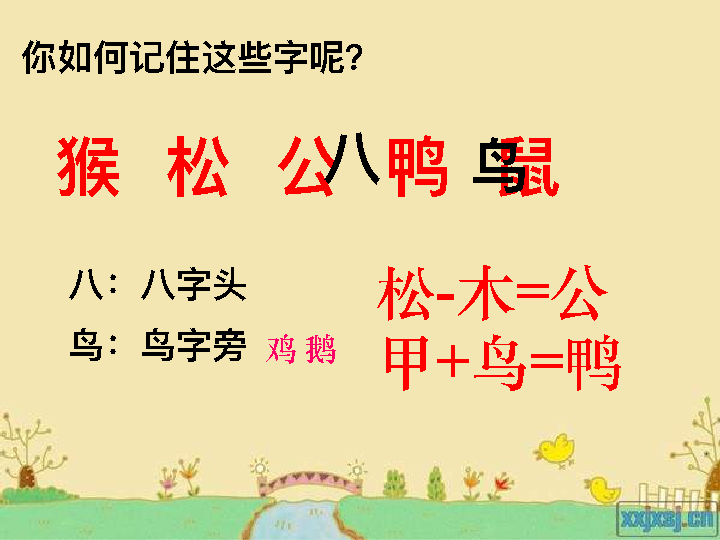 你如何记住这些字呢？
猴 松 公 八 鸭 鸟 鼠
八：八字头
鸟：鸟字旁 鸡 鹅
松-木=公
甲+鸟=鸭
xxjxsj.cn